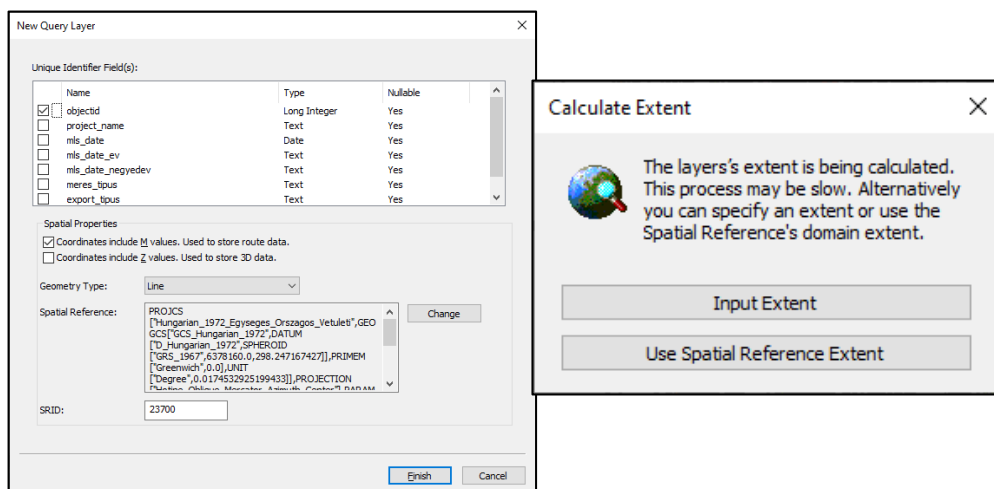 New Query Layer
Unique Identifier Field(s):
Name Type Nullable
objectid Long Integer Yes
project_name Text Yes
mls_date Date Yes
mls_date_ev Text Yes
mls_date_negyedev Text Yes
meres_tipus Text Yes
export_tipus Text Yes
Spatial Properties
Coordinates include M values. Used to store route data.
Coordinates include Z values. Used to store 3D data.
Geometry Type: Line
Spatial Reference:
PROJCS
["Hungarian_1972_Egyseges_Orszagos_Vetuleti",GEO
GCS["GCS_Hungarian_1972",DATUM
["D_Hungarian_1972",SPHEROID
["GRS_1967",6378160.0,298.247167427]],PRIMEM
["Greenwich",0.0],UNIT
["Degree",0.0174532925199433]],PROJECTION
["Hotine_Oblique_Mercator_Azimuth_Center"],PARAM
Change
SRID: 23700
Finish Cancel
Calculate Extent
The layers's extent is being calculated.
This process may be slow. Alternatively
you can specify an extent or use the
Spatial Reference's domain extent.
Input Extent
Use Spatial Reference Extent